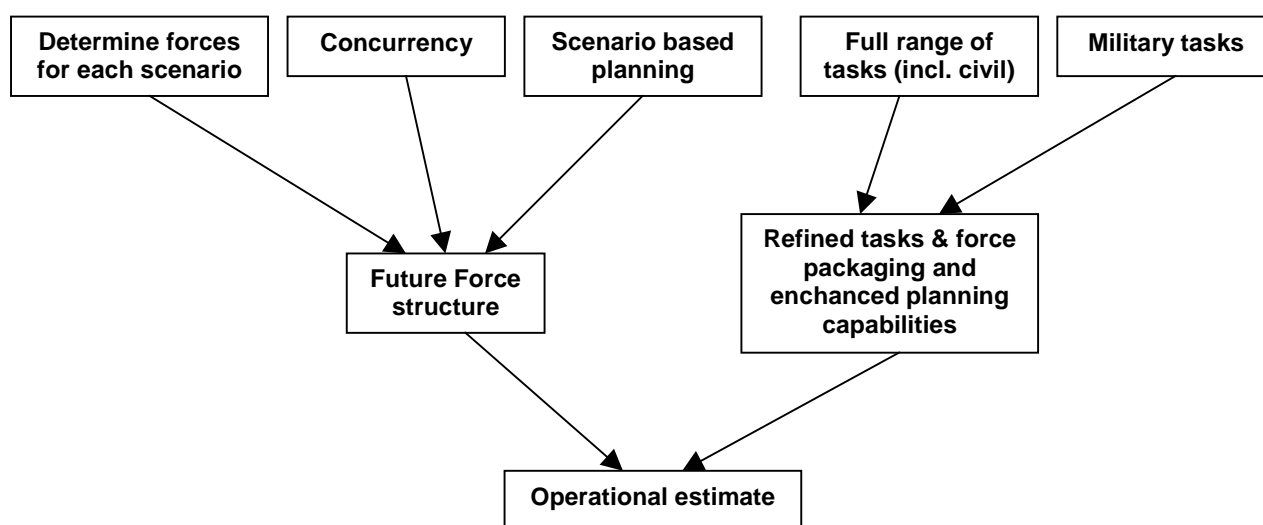 Determine forces
for each scenario
Concurrency
Scenario based
planning
Full range of
tasks (incl. civil)
Military tasks
Future Force
structure
Refined tasks & force
packaging and
enchanced planning
capabilities
Operational estimate